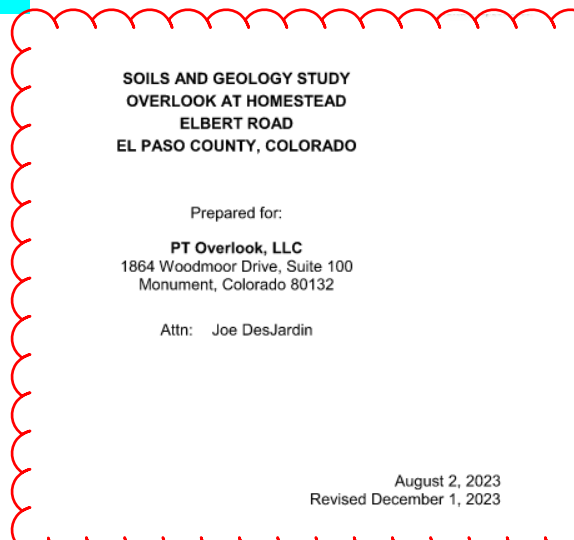 SOILS AND GEOLOGY STUDY
OVERLOOK AT HOMESTEAD
ELBERT ROAD
EL PASO COUNTY, COLORADO
Prepared for:
PT Overlook, LLC
1864 Woodmoor Drive, Suite 100
Monument, Colorado 80132
Attn: Joe DesJardin
August 2, 2023
Revised December 1, 2023